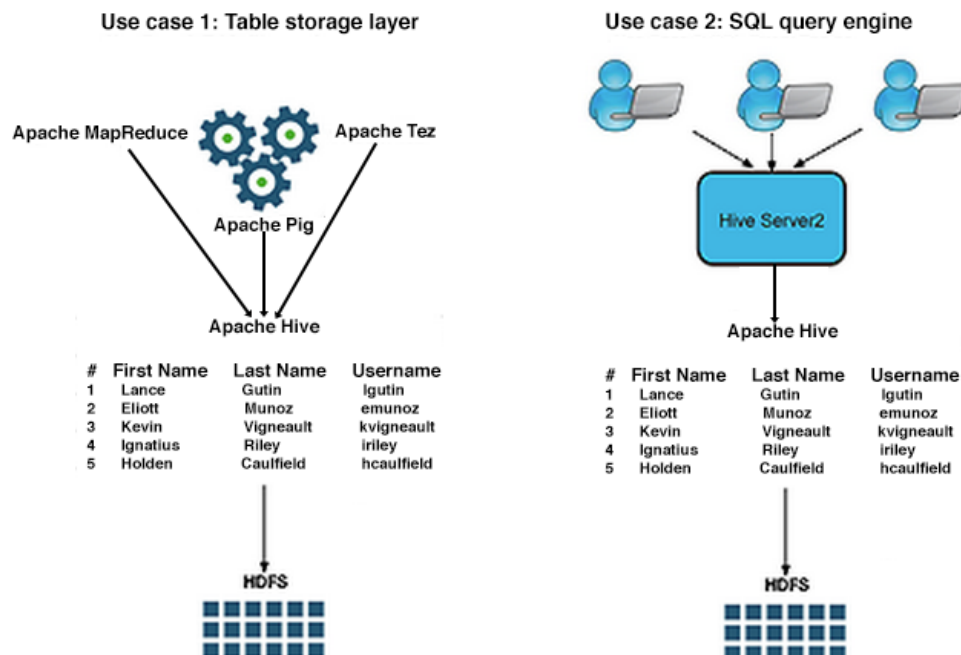 Use case 1: Table storage layer
Apache MapReduce
Apache Tez
Apache Pig
Apache Hive
# First Name Last Name Username
1 Lance Gutin lgutin
2 Eliott Munoz emunoz
3 Kevin Vigneault kvigneault
4 Ignatius Riley iriley
5 Holden Caulfield hcaulfield
HDFS
Use case 2: SQL query engine
Hive Server2
Apache Hive
# First Name Last Name Username
1 Lance Gutin lgutin
2 Eliott Munoz emunoz
3 Kevin Vigneault kvigneault
4 Ignatius Riley iriley
5 Holden Caulfield hcaulfield
HDFS